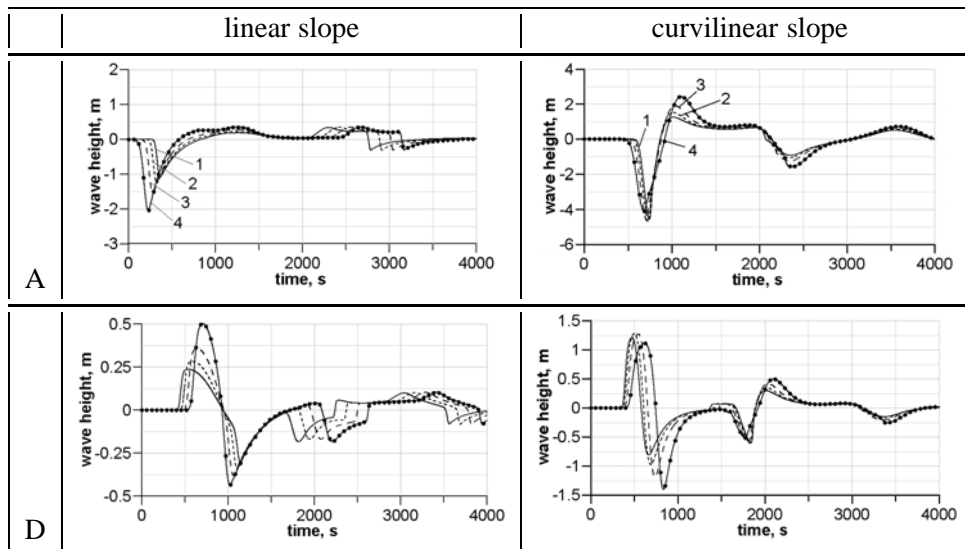 linear slope curvilinear slope
A
wave height, m
2
1
0
-1
-2
-3
1
2
3
4
0 1000 2000 3000 4000
time, s
wave height, m
4
2
0
-2
-4
-6
1
3
2
4
0 1000 2000 3000 4000
time, s
D
wave height, m
0.5
0.25
0
-0.25
-0.5
0 1000 2000 3000 4000
time, s
wave height, m
1.5
1
0.5
0
-0.5
-1
-1.5
0 1000 2000 3000 4000
time, s